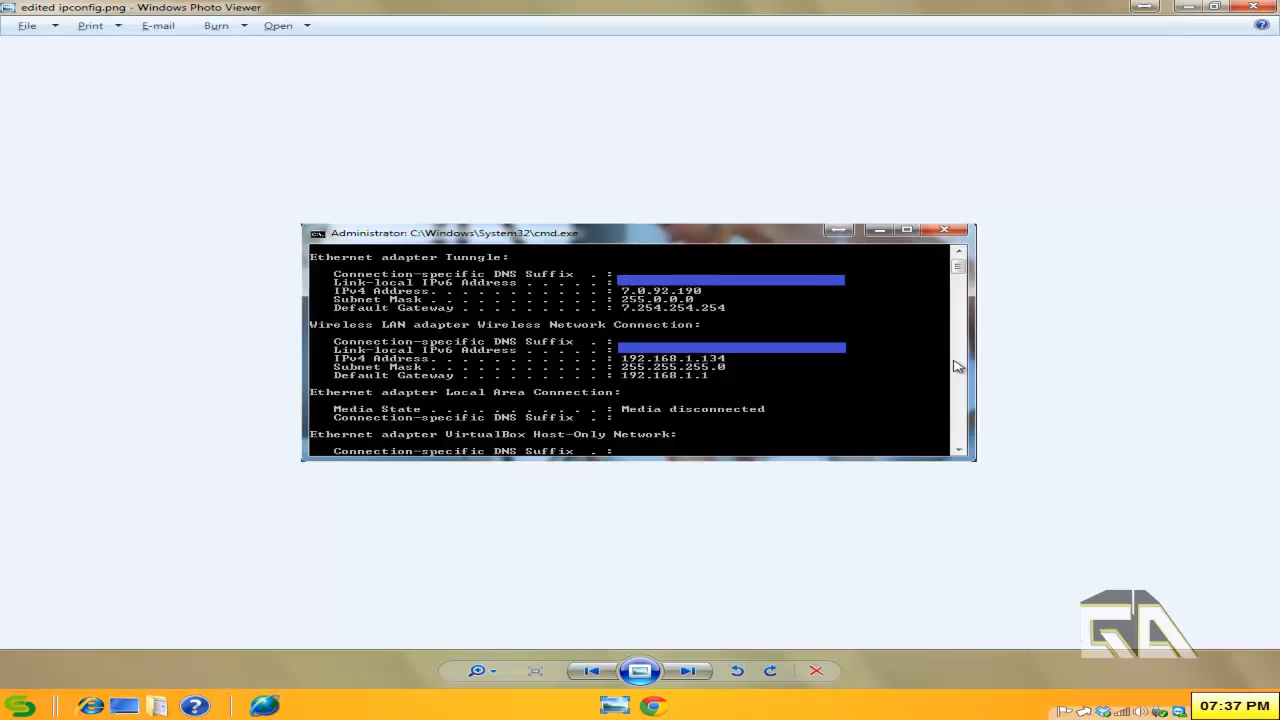 edited ipconfig.png - Windows Photo Viewer
File Print E-mail Burn Open
Administrator: C:\Windows\System32\cmd.exe
Ethernet adapter Tunngle:
Connection-specific DNS Suffix . :
Link-local IPv6 Address . . . . . :
IPv4 Address. . . . . . . . . . . : 7.0.92.190
Subnet Mask . . . . . . . . . . . : 255.0.0.0
Default Gateway . . . . . . . . . : 7.254.254.254
Wireless LAN adapter Wireless Network Connection:
Connection-specific DNS Suffix . :
Link-local IPv6 Address . . . . . :
IPv4 Address. . . . . . . . . . . : 192.168.1.134
Subnet Mask . . . . . . . . . . . : 255.255.255.0
Default Gateway . . . . . . . . . : 192.168.1.1
Ethernet adapter Local Area Connection:
Media State . . . . . . . . . . . : Media disconnected
Connection-specific DNS Suffix . :
Ethernet adapter VirtualBox Host-Only Network:
Connection-specific DNS Suffix . :
GA
07:37 PM